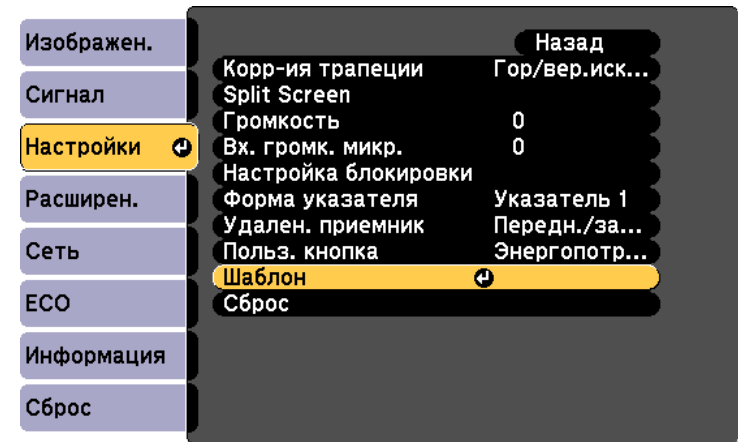 Изображен.
Сигнал
Настройки
Расширен.
Сеть
ECO
Информация
Сброс
Назад
Корр-ия трапеции Гор/вер.иск...
Split Screen
Громкость 0
Вх. громк. микр. 0
Настройка блокировки
Форма указателя Указатель 1
Удален. приемник Передн./за...
Польз. кнопка Энергопотр...
Шаблон
Сброс